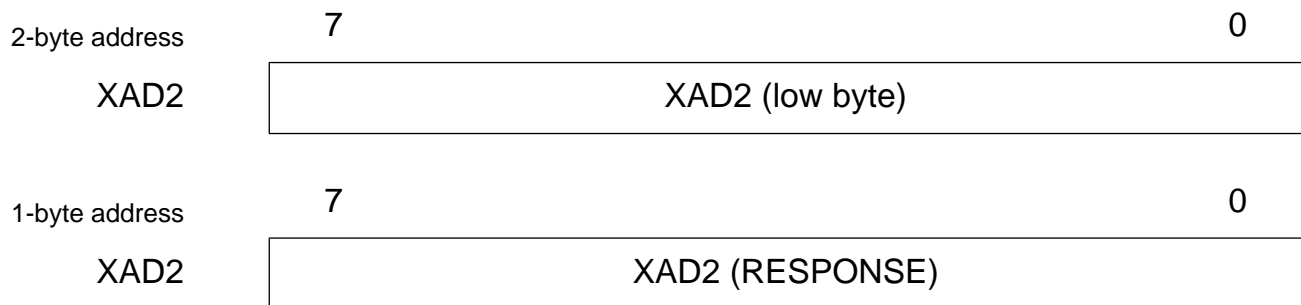 2-byte address 7 0
XAD2 XAD2 (low byte)
1-byte address 7 0
XAD2 XAD2 (RESPONSE)